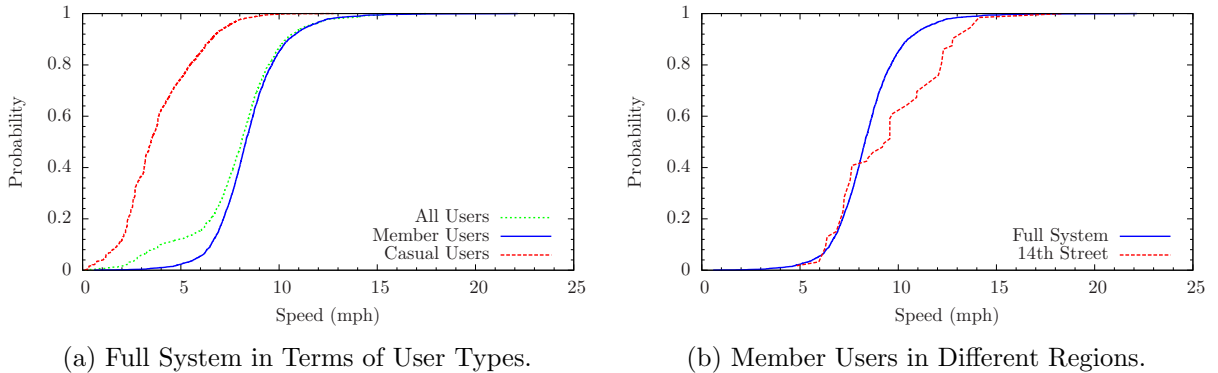 Probability
1
0.8
0.6
0.4
0.2
0
0
5
10
15
20
25
Speed (mph)
All Users
Member Users
Casual Users
(a) Full System in Terms of User Types.
Probability
1
0.8
0.6
0.4
0.2
0
0
5
10
15
20
25
Speed (mph)
Full System
14th Street
(b) Member Users in Different Regions.